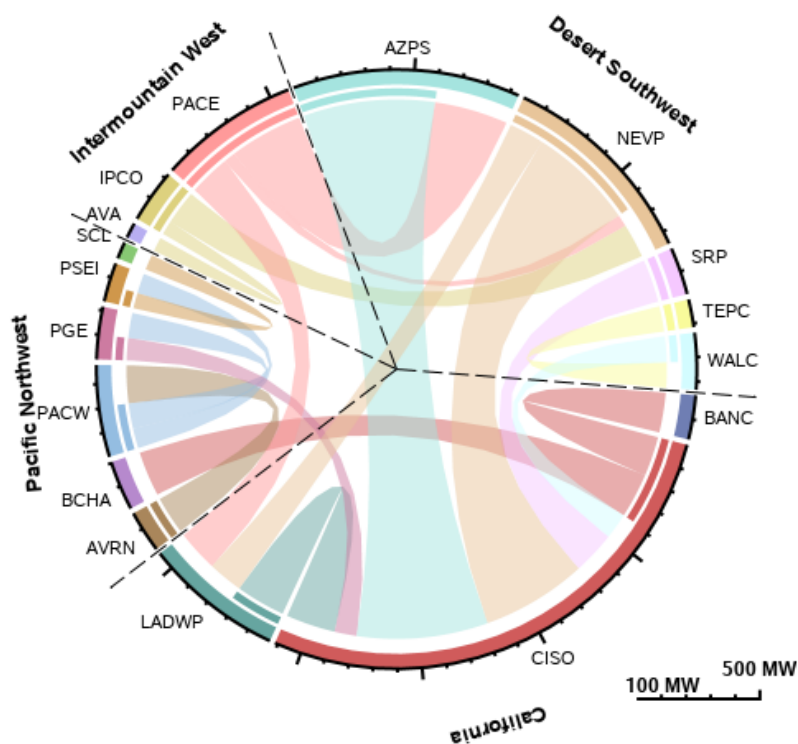 AZPS
Desert Southwest
Intermountain West
PACE
NEVP
IPCO
AVA
SCL
PSEI
SRP
TEPC
PGE
WALC
Pacific Northwest
PACW
BANC
BCHA
AVRN
LADWP
CISO
500 MW
100 MW
California